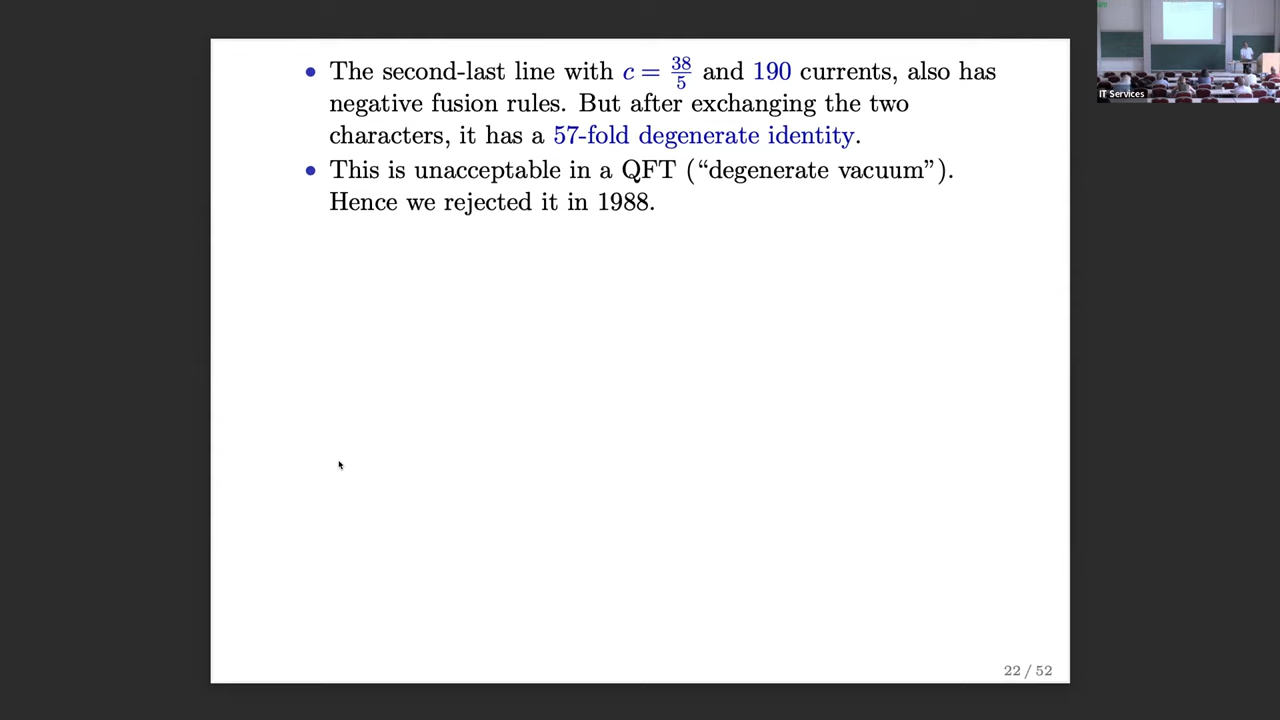 • The second-last line with c = 38/5 and 190 currents, also has
negative fusion rules. But after exchanging the two
characters, it has a 57-fold degenerate identity.
• This is unacceptable in a QFT (“degenerate vacuum”).
Hence we rejected it in 1988.
22 / 52
IT Services